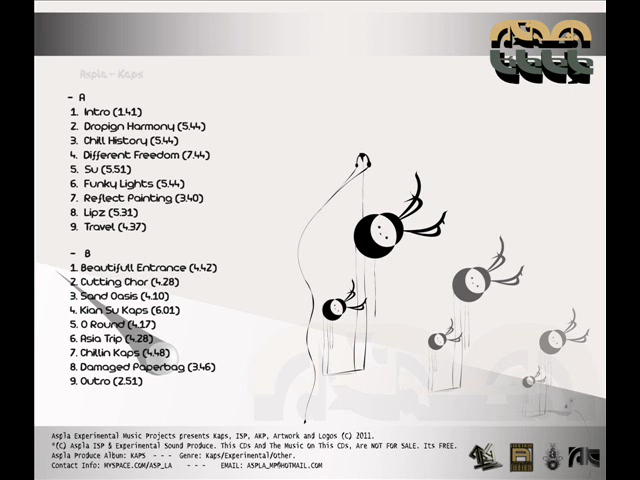 Aspla - Kaps
- A
1. Intro (1.41)
2. Dropign Harmony (5.44)
3. Chill History (5.44)
4. Different Freedom (7.44)
5. Su (5.51)
6. Funky Lights (5.44)
7. Reflect Painting (3.40)
8. Lipz (5.31)
9. Travel (4.37)
- B
1. Beautifull Entrance (4.42)
2. Cutting Chor (4.28)
3. Sand Oasis (4.10)
4. Kian Su Kaps (6.01)
5. O Round (4.17)
6. Asia Trip (4.28)
7. Chillin Kaps (4.48)
8. Damaged Paperbag (3.46)
9. Outro (2.51)
Aspla Experimental Music Projects presents Kaps, ISP, AKP, Artwork and Logos (C) 2011.
*(C) Aspla ISP & Experimental Sound Produce. This CDs And The Music On This CDs, Are NOT FOR SALE. Its FREE.
Aspla Produce Album: KAPS - - - Genre: Kaps/Experimental/Other.
Contact Info: MYSPACE.COM/ASP_LA - - - EMAIL: ASPLA_MP@HOTMAIL.COM